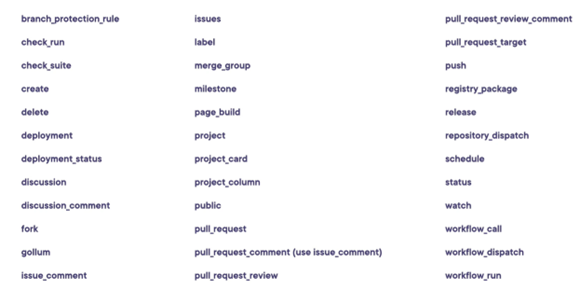 branch_protection_rule
check_run
check_suite
create
delete
deployment
deployment_status
discussion
discussion_comment
fork
gollum
issue_comment
issues
label
merge_group
milestone
page_build
project
project_card
project_column
public
pull_request
pull_request_comment (use issue_comment)
pull_request_review
pull_request_review_comment
pull_request_target
push
registry_package
release
repository_dispatch
schedule
status
watch
workflow_call
workflow_dispatch
workflow_run